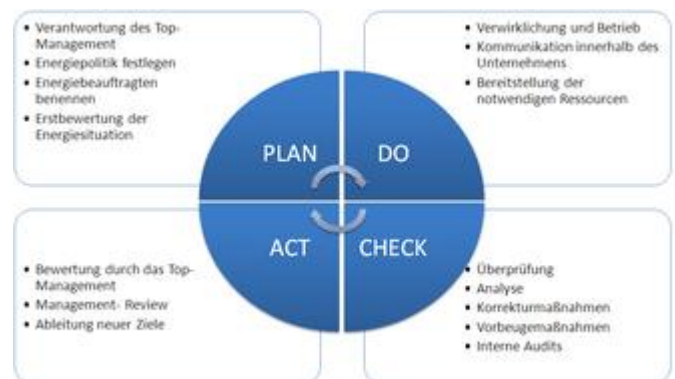 • Verantwortung des Top-
Management
• Energiepolitik festlegen
• Energiebeauftragten
benennen
• Erstbewertung der
Energiesituation
• Verwirklichung und Betrieb
• Kommunikation innerhalb des
Unternehmens
• Bereitstellung der
notwendigen Ressourcen
PLAN
DO
ACT
CHECK
• Bewertung durch das Top-
Management
• Management- Review
• Ableitung neuer Ziele
• Überprüfung
• Analyse
• Korrekturmaßnahmen
• Vorbeugemaßnahmen
• Interne Audits